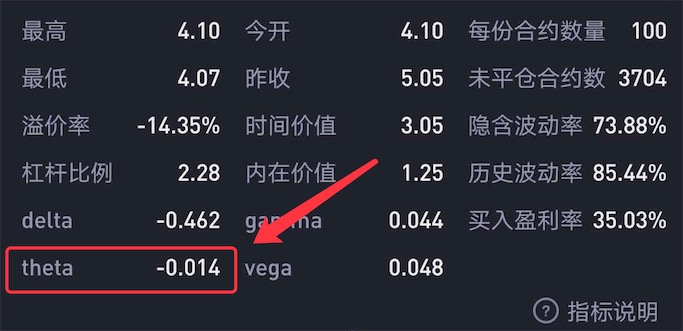 最高 4.10 今开 4.10 每份合约数量 100
最低 4.07 昨收 5.05 未平仓合约数 3704
溢价率 -14.35% 时间价值 3.05 隐含波动率 73.88%
杠杆比例 2.28 内在价值 1.25 历史波动率 85.44%
delta -0.462 gamma 0.044 买入盈利率 35.03%
theta -0.014 vega 0.048
? 指标说明